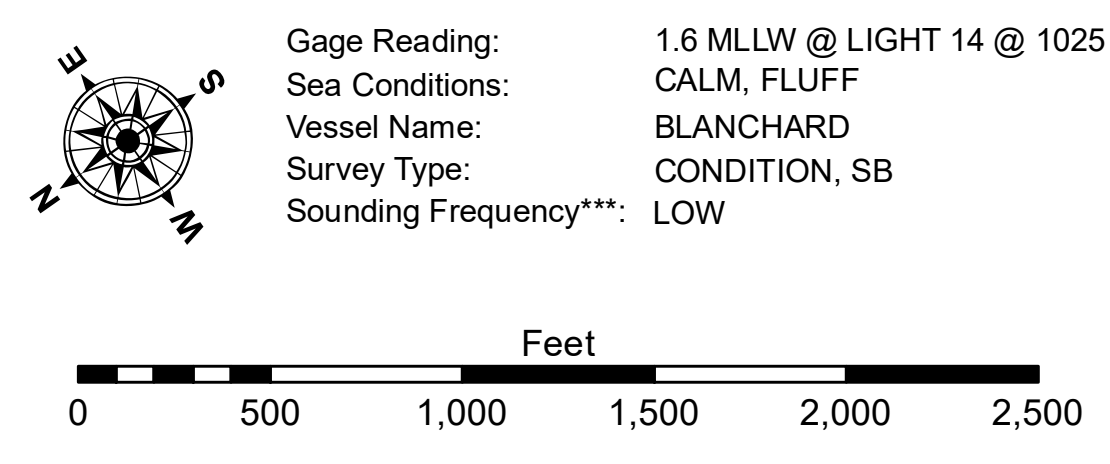 E
S
N
W
Gage Reading: 1.6 MLLW @ LIGHT 14 @ 1025
Sea Conditions: CALM, FLUFF
Vessel Name: BLANCHARD
Survey Type: CONDITION, SB
Sounding Frequency***: LOW
Feet
0 500 1,000 1,500 2,000 2,500